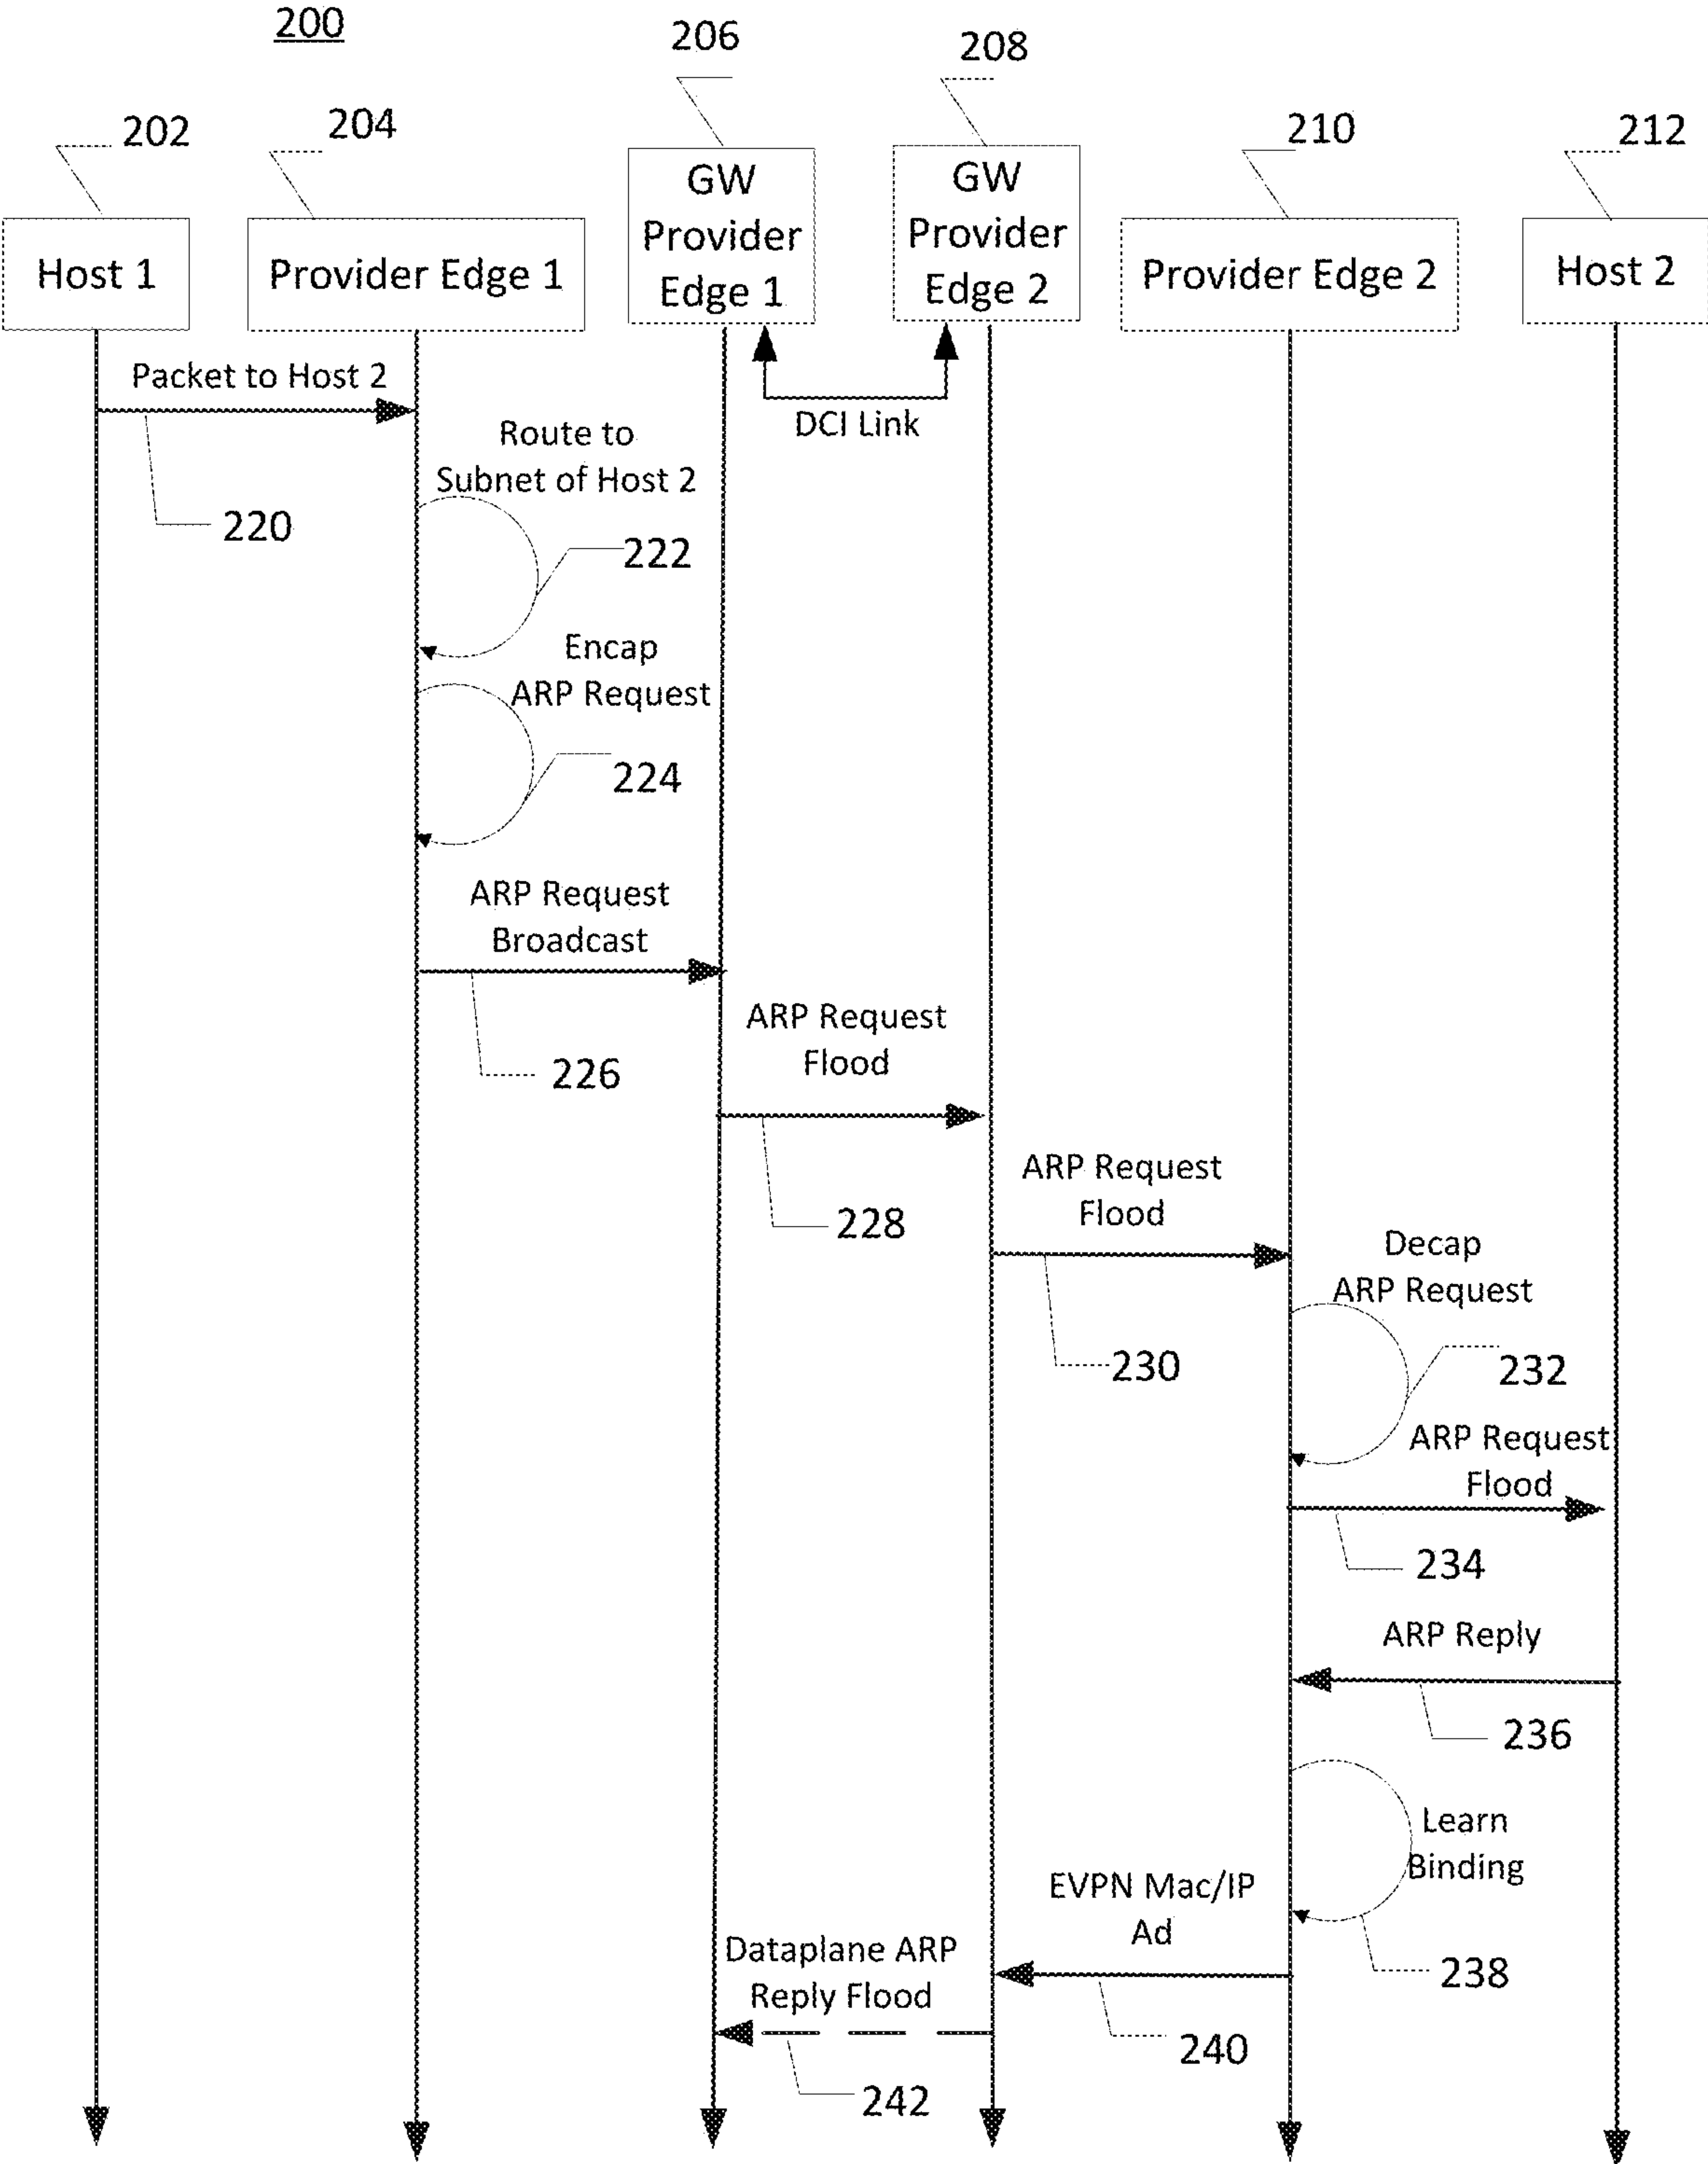 200
206
208
202
204
210
212
GW
Provider
Edge 1
GW
Provider
Edge 2
Host 1
Provider Edge 1
Provider Edge 2
Host 2
Packet to Host 2
DCI Link
Route to
Subnet of Host 2
220
222
Encap
ARP Request
224
ARP Request
Broadcast
226
ARP Request
Flood
228
ARP Request
Flood
230
Decap
ARP Request
232
ARP Request
Flood
234
ARP Reply
236
Learn
Binding
238
EVPN Mac/IP
Ad
240
Dataplane ARP
Reply Flood
242